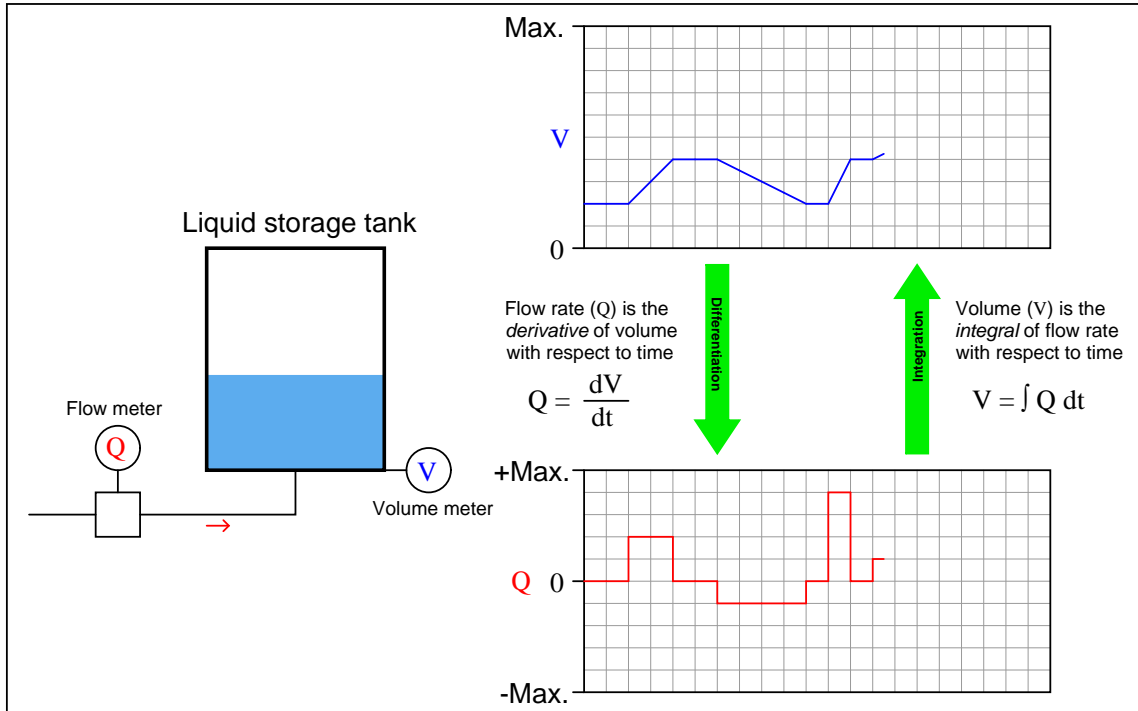 Liquid storage tank
Flow meter
Q
V
Volume meter
Max.
V
0
Flow rate (Q) is the
derivative of volume
with respect to time
Q = dV
dt
Differentiation
Integration
Volume (V) is the
integral of flow rate
with respect to time
V = ∫ Q dt
+Max.
Q 0
-Max.